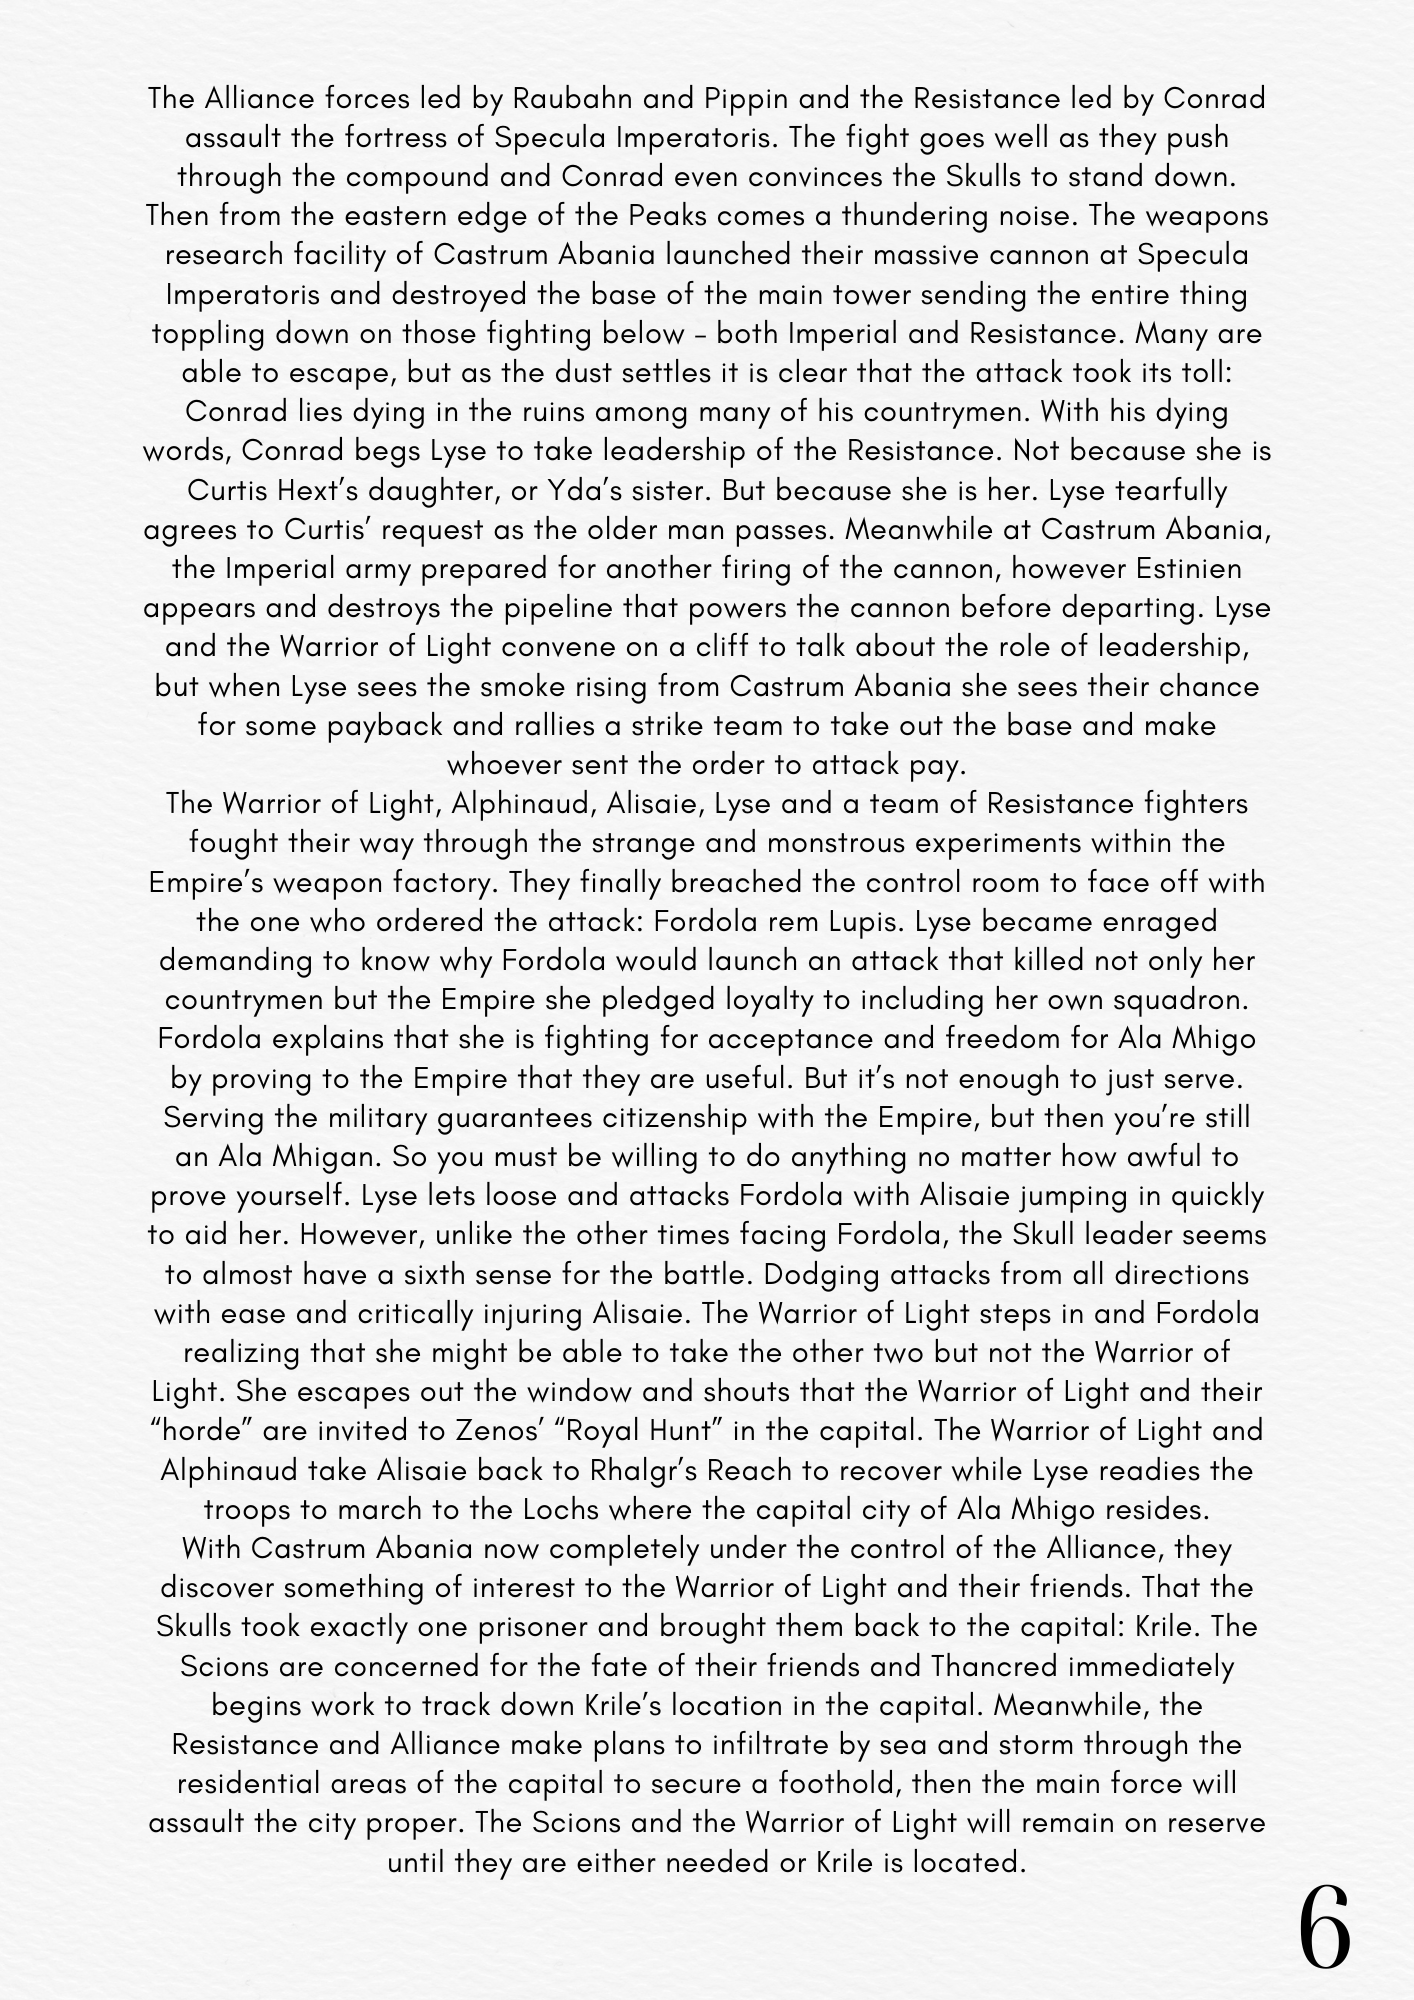 The Alliance forces led by Raubahn and Pippin and the Resistance led by Conrad
assault the fortress of Specula Imperatoris. The fight goes well as they push
through the compound and Conrad even convinces the Skulls to stand down.
Then from the eastern edge of the Peaks comes a thundering noise. The weapons
research facility of Castrum Abania launched their massive cannon at Specula
Imperatoris and destroyed the base of the main tower sending the entire thing
toppling down on those fighting below – both Imperial and Resistance. Many are
able to escape, but as the dust settles it is clear that the attack took its toll:
Conrad lies dying in the ruins among many of his countrymen. With his dying
words, Conrad begs Lyse to take leadership of the Resistance. Not because she is
Curtis Hext’s daughter, or Yda’s sister. But because she is her. Lyse tearfully
agrees to Curtis’ request as the older man passes. Meanwhile at Castrum Abania,
the Imperial army prepared for another firing of the cannon, however Estinien
appears and destroys the pipeline that powers the cannon before departing. Lyse
and the Warrior of Light convene on a cliff to talk about the role of leadership,
but when Lyse sees the smoke rising from Castrum Abania she sees their chance
for some payback and rallies a strike team to take out the base and make
whoever sent the order to attack pay.
The Warrior of Light, Alphinaud, Alisaie, Lyse and a team of Resistance fighters
fought their way through the strange and monstrous experiments within the
Empire’s weapon factory. They finally breached the control room to face off with
the one who ordered the attack: Fordola rem Lupis. Lyse became enraged
demanding to know why Fordola would launch an attack that killed not only her
countrymen but the Empire she pledged loyalty to including her own squadron.
Fordola explains that she is fighting for acceptance and freedom for Ala Mhigo
by proving to the Empire that they are useful. But it’s not enough to just serve.
Serving the military guarantees citizenship with the Empire, but then you’re still
an Ala Mhigan. So you must be willing to do anything no matter how awful to
prove yourself. Lyse lets loose and attacks Fordola with Alisaie jumping in quickly
to aid her. However, unlike the other times facing Fordola, the Skull leader seems
to almost have a sixth sense for the battle. Dodging attacks from all directions
with ease and critically injuring Alisaie. The Warrior of Light steps in and Fordola
realizing that she might be able to take the other two but not the Warrior of
Light. She escapes out the window and shouts that the Warrior of Light and their
“horde” are invited to Zenos’ “Royal Hunt” in the capital. The Warrior of Light and
Alphinaud take Alisaie back to Rhalgr’s Reach to recover while Lyse readies the
troops to march to the Lochs where the capital city of Ala Mhigo resides.
With Castrum Abania now completely under the control of the Alliance, they
discover something of interest to the Warrior of Light and their friends. That the
Skulls took exactly one prisoner and brought them back to the capital: Krile. The
Scions are concerned for the fate of their friends and Thancred immediately
begins work to track down Krile’s location in the capital. Meanwhile, the
Resistance and Alliance make plans to infiltrate by sea and storm through the
residential areas of the capital to secure a foothold, then the main force will
assault the city proper. The Scions and the Warrior of Light will remain on reserve
until they are either needed or Krile is located.
6